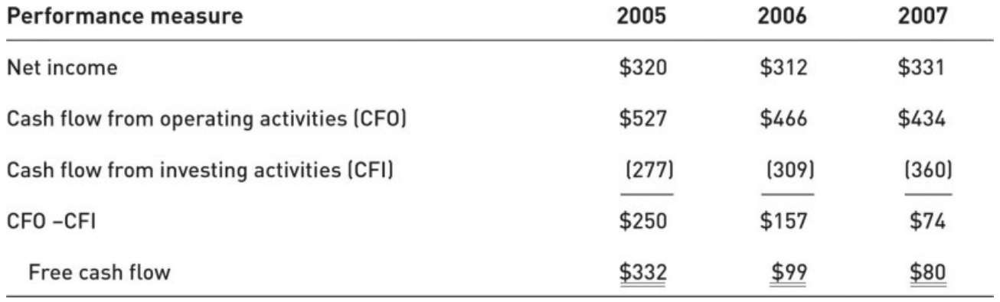 Performance measure 2005 2006 2007
Net income $320 $312 $331
Cash flow from operating activities (CFO) $527 $466 $434
Cash flow from investing activities (CFI) (277) (309) (360)
CFO –CFI $250 $157 $74
Free cash flow $332 $99 $80